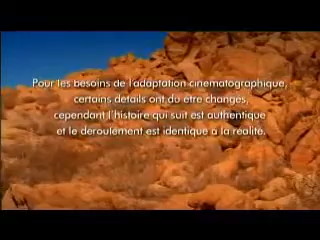 Pour les besoins de l'adaptation cinematographique,
certains details ont du etre changes,
cependant l'histoire qui suit est authentique
et le deroulement est identique à la realite.